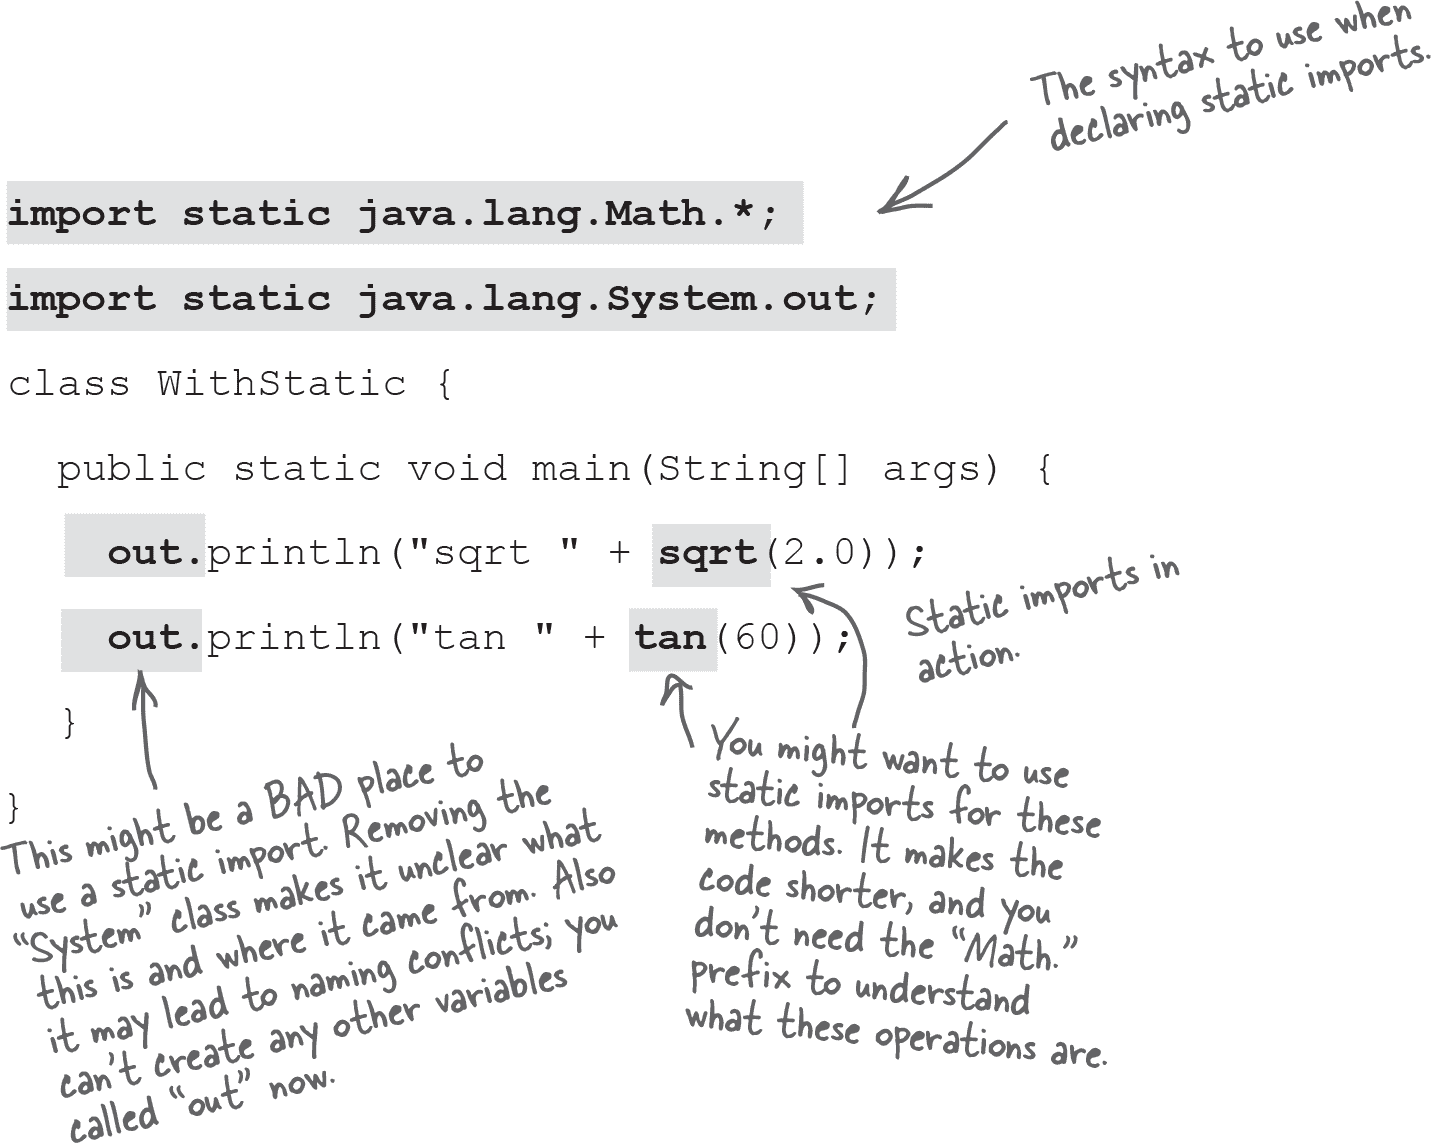 The syntax to use when
declaring static imports.
import static java.lang.Math.*;
import static java.lang.System.out;
class WithStatic {
public static void main(String[] args) {
out.println("sqrt " + sqrt(2.0));
out.println("tan " + tan(60));
}
}
Static imports in
action.
This might be a BAD place to
use a static import. Removing the
“System” class makes it unclear what
this is and where it came from. Also
it may lead to naming conflicts; you
can't create any other variables
called “out” now.
You might want to use
static imports for these
methods. It makes the
code shorter, and you
don't need the “Math.”
prefix to understand
what these operations are.